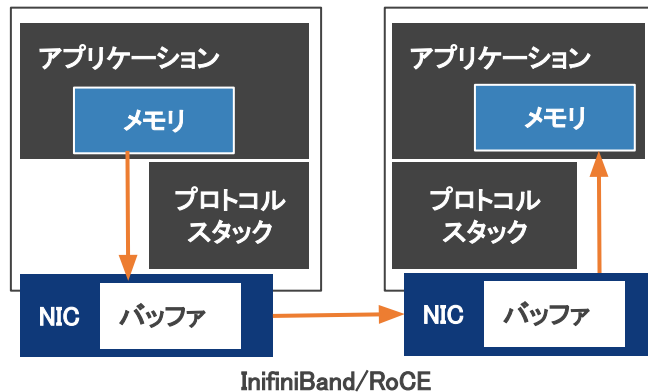 アプリケーション
メモリ
プロトコル
スタック
NIC
バッファ
アプリケーション
メモリ
プロトコル
スタック
NIC
バッファ
InifiniBand/RoCE